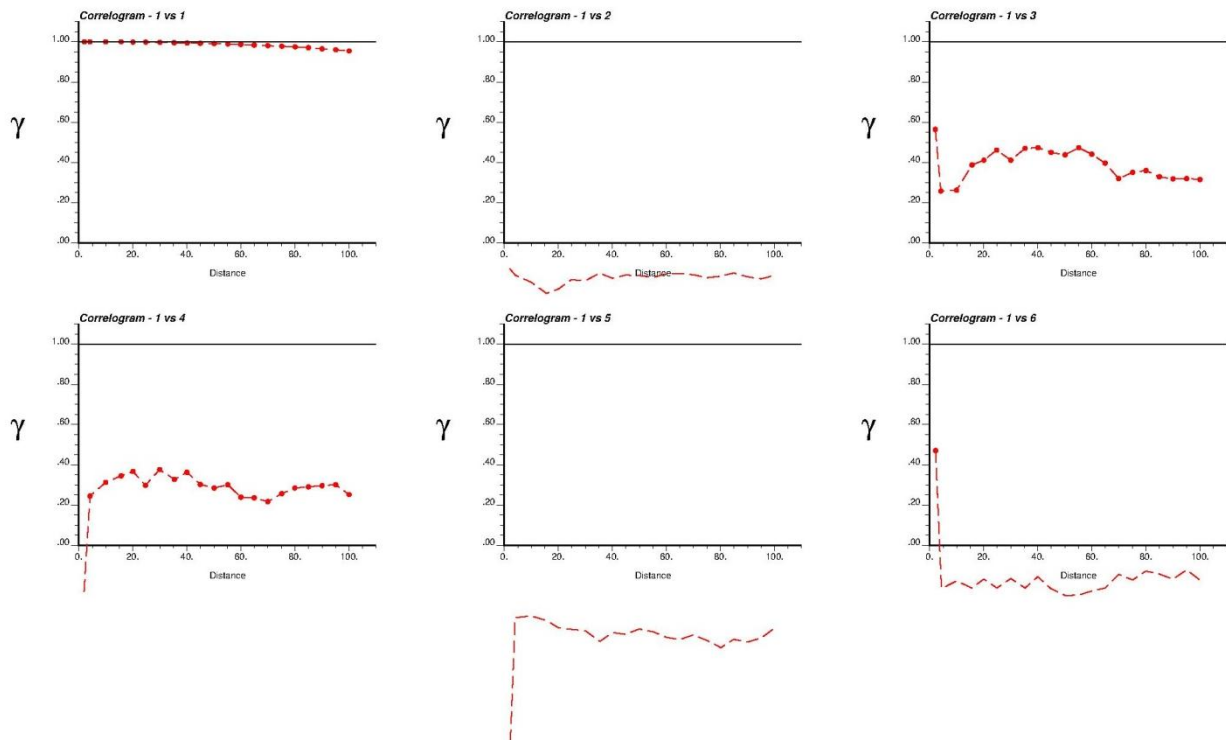 Correlogram - 1 vs 1
γ
1.00
.80
.60
.40
.20
.00
0. 20. 40. 60. 80. 100.
Distance
Correlogram - 1 vs 2
γ
1.00
.80
.60
.40
.20
.00
0. 20. 40. 60. 80. 100.
Distance
Correlogram - 1 vs 3
γ
1.00
.80
.60
.40
.20
.00
0. 20. 40. 60. 80. 100.
Distance
Correlogram - 1 vs 4
γ
1.00
.80
.60
.40
.20
.00
0. 20. 40. 60. 80. 100.
Distance
Correlogram - 1 vs 5
γ
1.00
.80
.60
.40
.20
.00
0. 20. 40. 60. 80. 100.
Distance
Correlogram - 1 vs 6
γ
1.00
.80
.60
.40
.20
.00
0. 20. 40. 60. 80. 100.
Distance